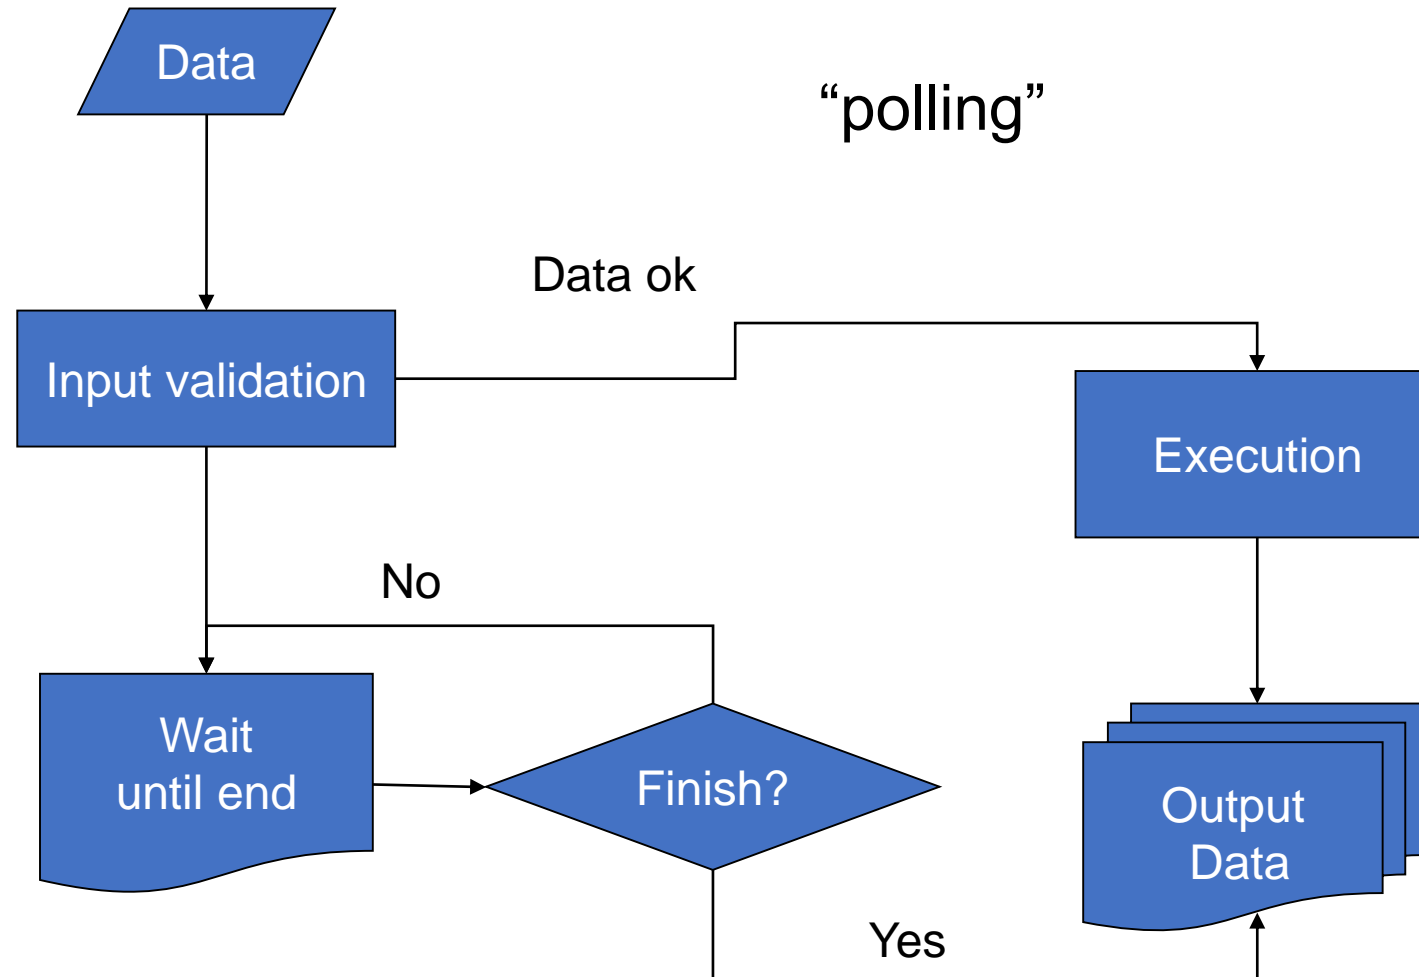 Data
“polling”
Data ok
Input validation
Execution
No
Wait
until end
Finish?
Output
Data
Yes